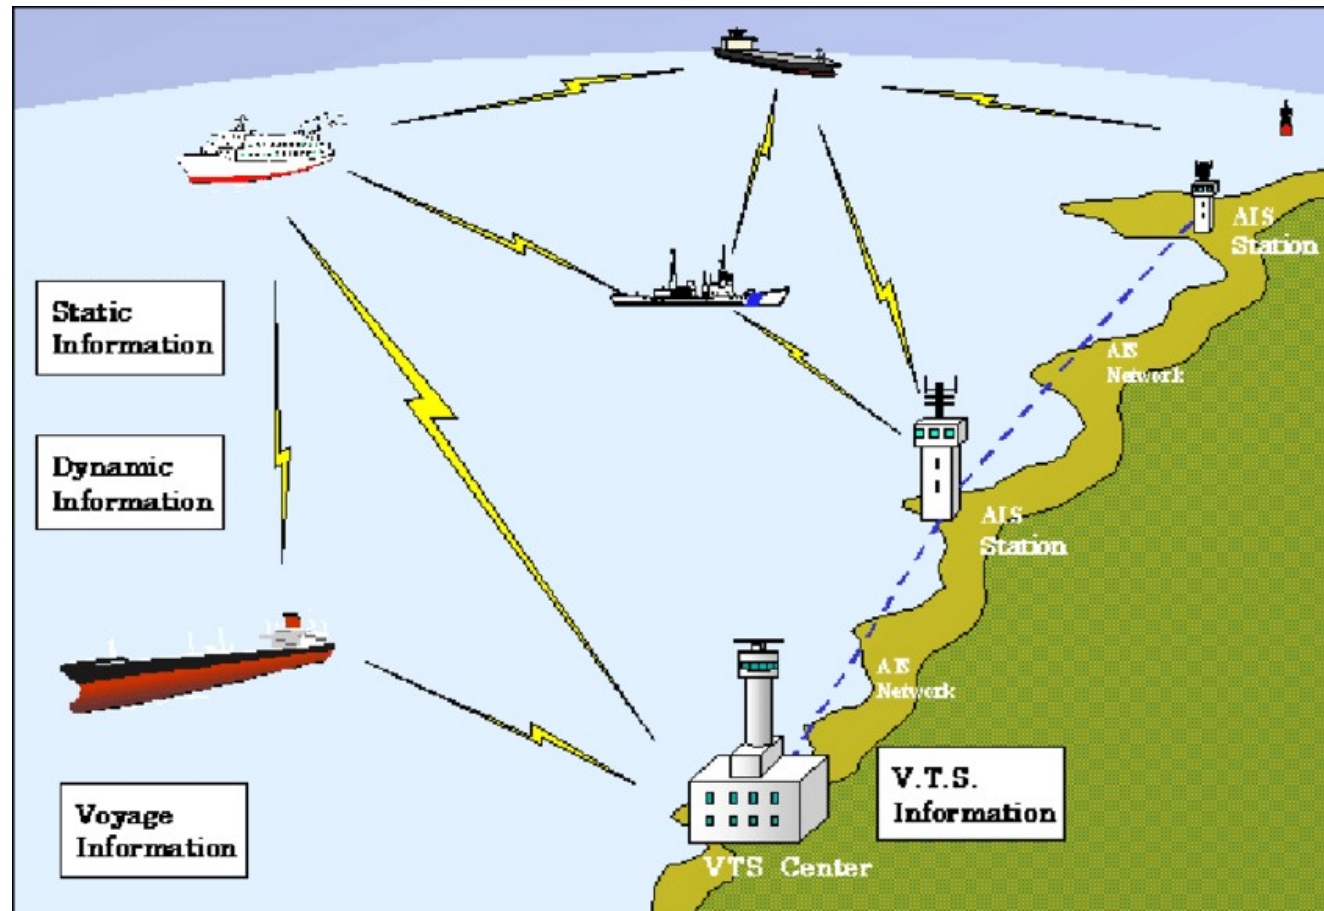 AIS
Station
Static
Information
AIS
Network
Dynamic
Information
AIS
Station
AIS
Network
V.T.S.
Information
Voyage
Information
VTS Center